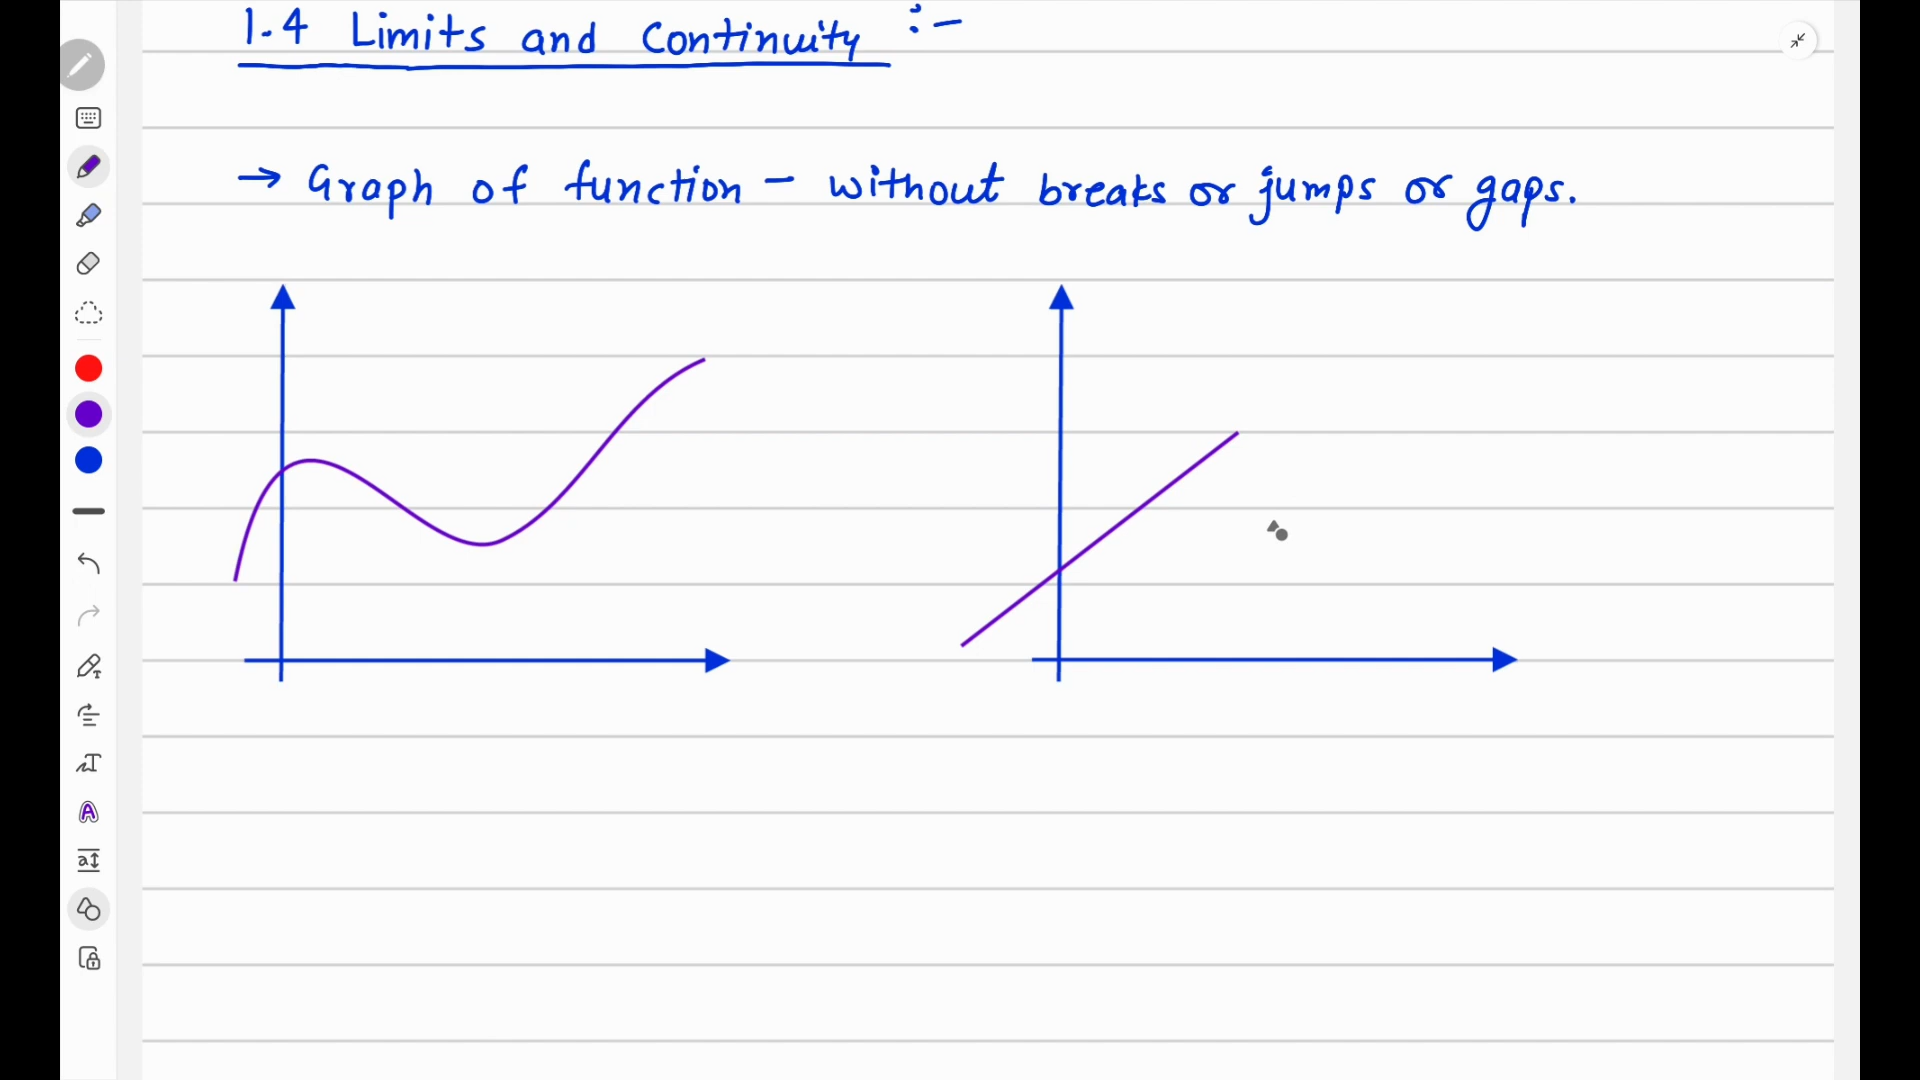 1.4 Limits and Continuity :-
→ Graph of function - without breaks or jumps or gaps.